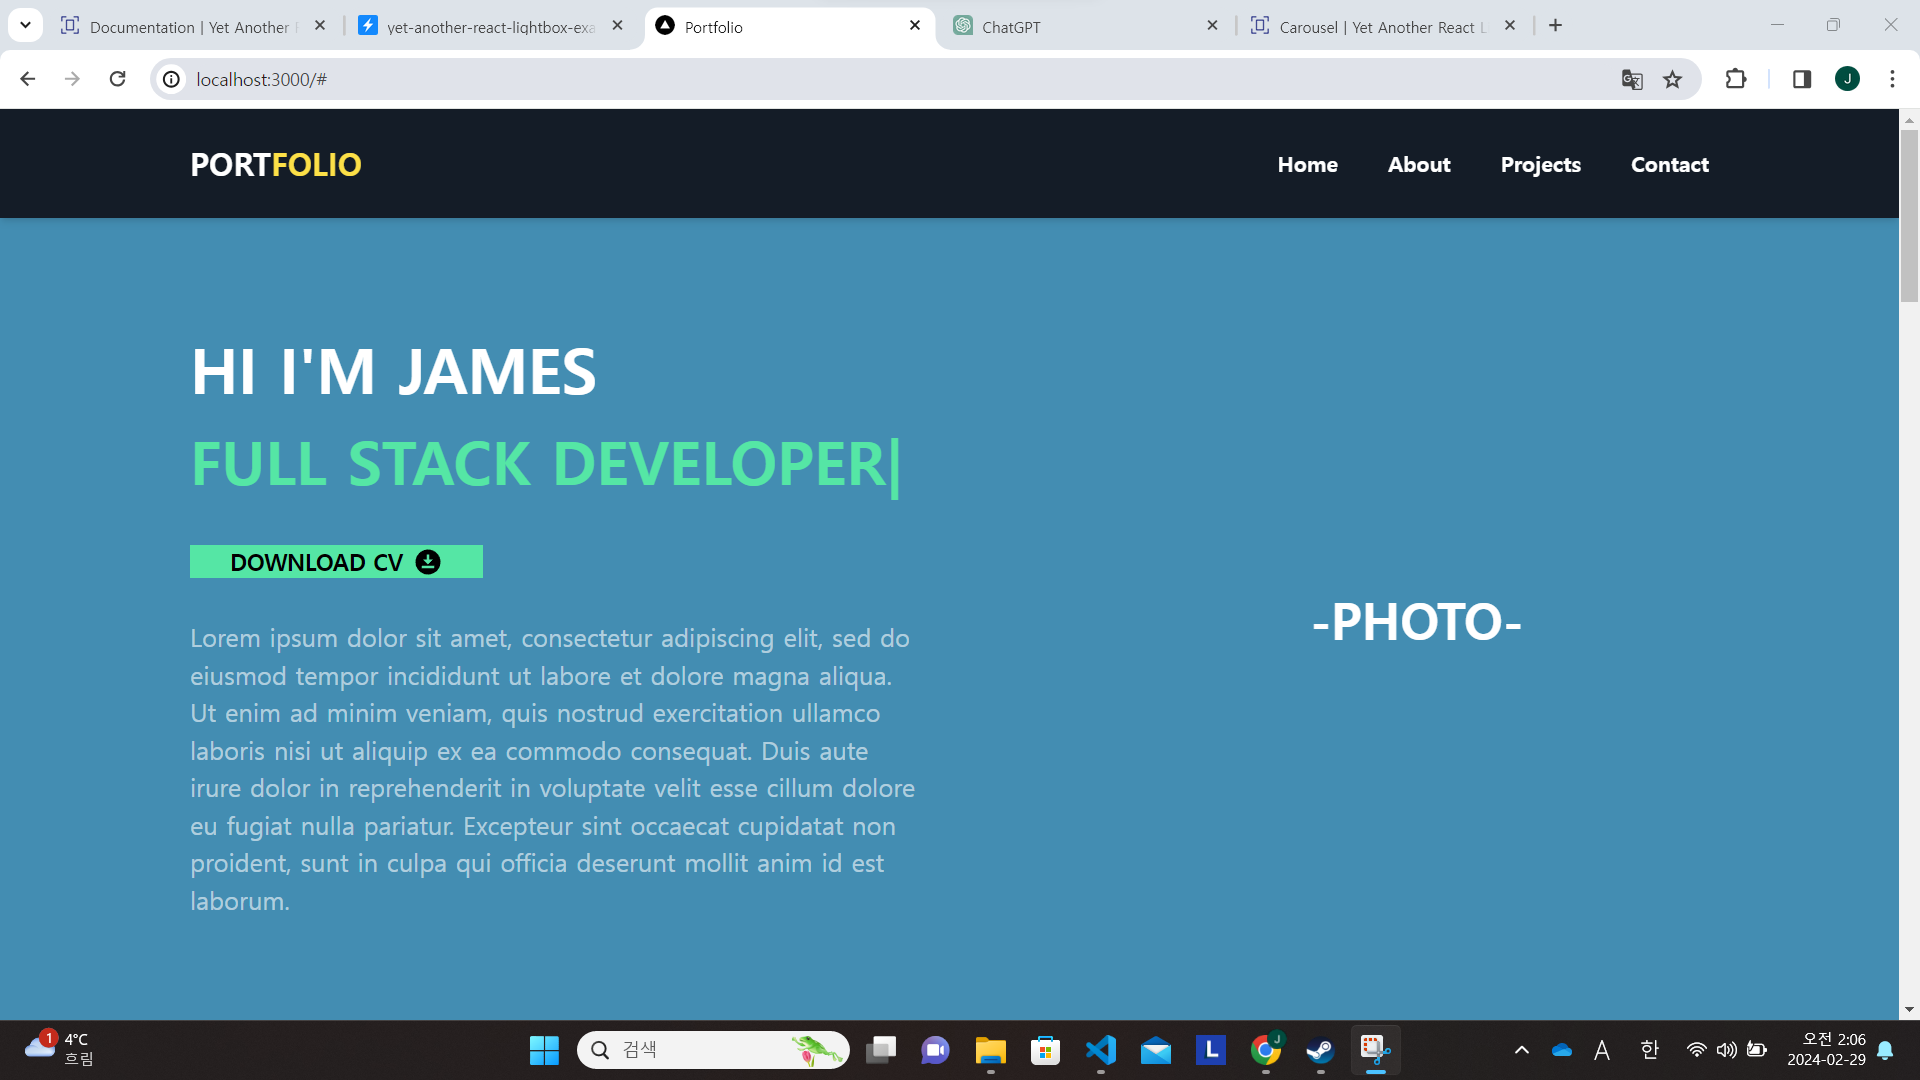 Documentation | Yet Another
yet-another-react-lightbox-exa
Portfolio
ChatGPT
Carousel | Yet Another React L
localhost:3000/#
J
PORTFOLIO
Home
About
Projects
Contact
HI I'M JAMES
FULL STACK DEVELOPER|
DOWNLOAD CV
Lorem ipsum dolor sit amet, consectetur adipiscing elit, sed do
eiusmod tempor incididunt ut labore et dolore magna aliqua.
Ut enim ad minim veniam, quis nostrud exercitation ullamco
laboris nisi ut aliquip ex ea commodo consequat. Duis aute
irure dolor in reprehenderit in voluptate velit esse cillum dolore
eu fugiat nulla pariatur. Excepteur sint occaecat cupidatat non
proident, sunt in culpa qui officia deserunt mollit anim id est
laborum.
-PHOTO-
1
4°C
흐림
검색
L
J
A
한
오전 2:06
2024-02-29